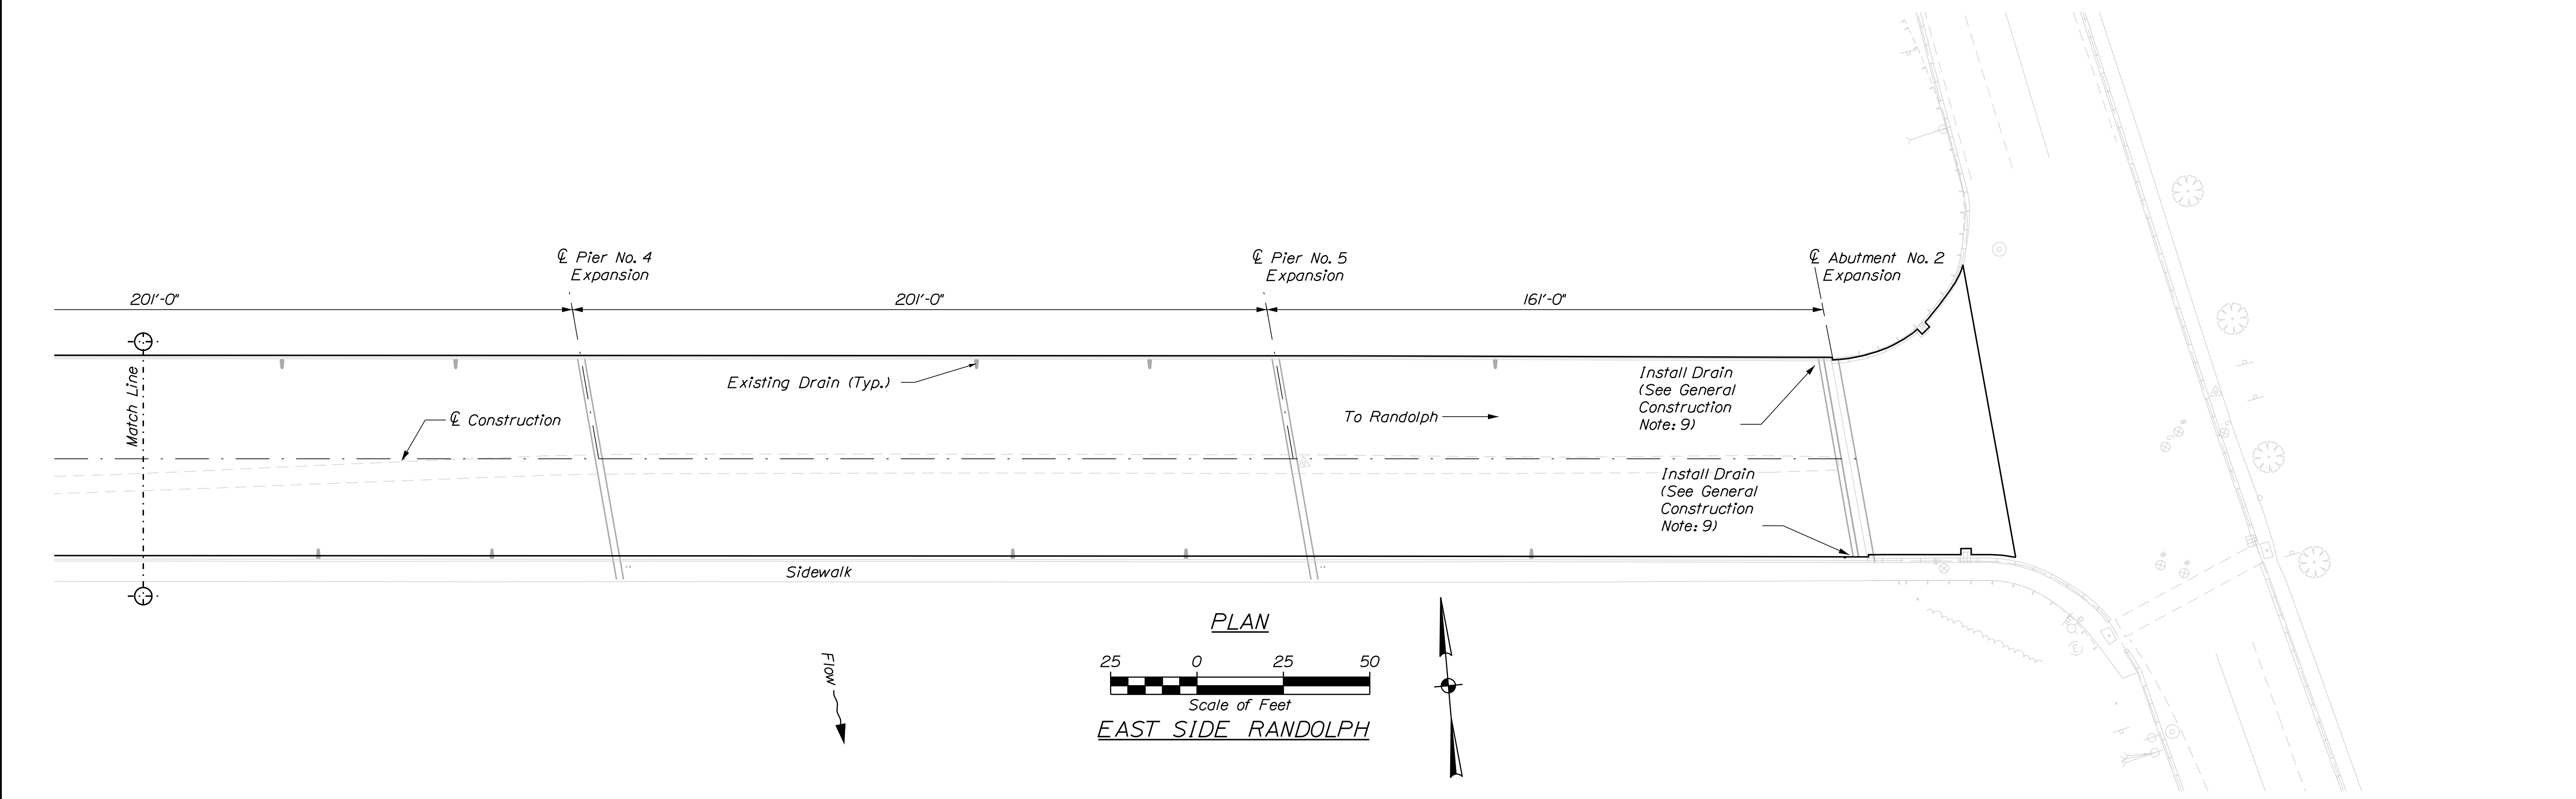 ℄ Pier No. 4
Expansion
℄ Pier No. 5
Expansion
℄ Abutment No. 2
Expansion
201'-0"
201'-0"
161'-0"
Match Line
Existing Drain (Typ.)
℄ Construction
To Randolph
Install Drain
(See General
Construction
Note: 9)
Install Drain
(See General
Construction
Note: 9)
Sidewalk
Flow
PLAN
25 0 25 50
Scale of Feet
EAST SIDE RANDOLPH
E